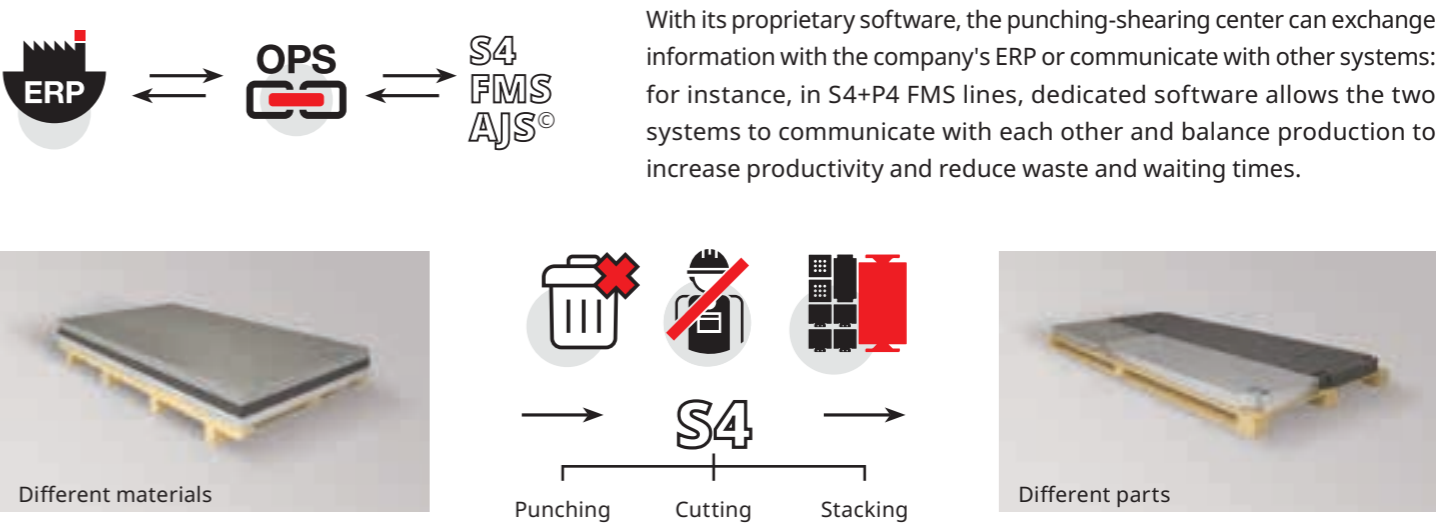 ERP
OPS
S4
FMS
AJS©
With its proprietary software, the punching-shearing center can exchange
information with the company's ERP or communicate with other systems:
for instance, in S4+P4 FMS lines, dedicated software allows the two
systems to communicate with each other and balance production to
increase productivity and reduce waste and waiting times.
Different materials
S4
Punching
Cutting
Stacking
Different parts